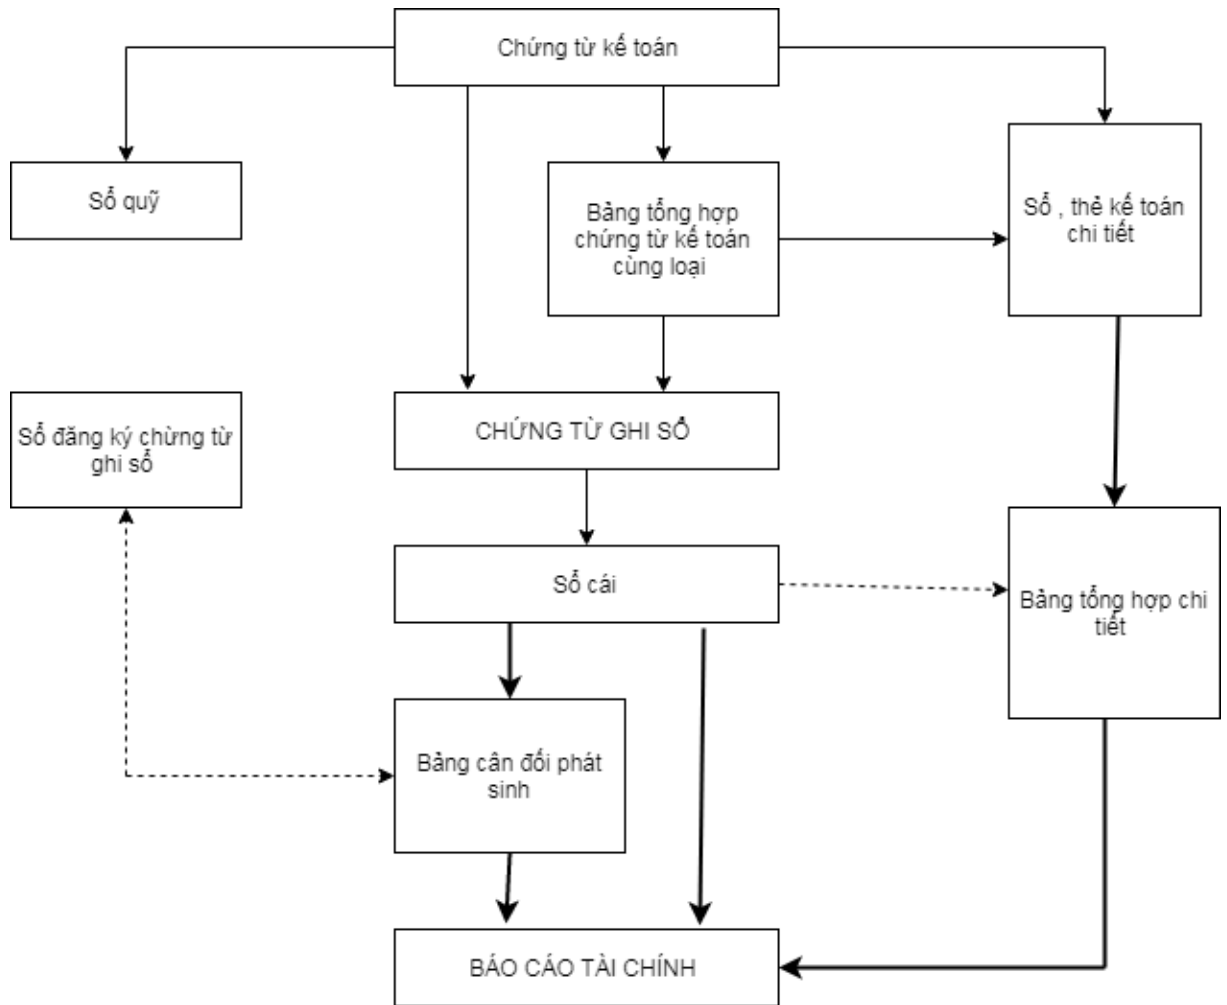 Chứng từ kế toán
Sổ quỹ
Bảng tổng hợp
chứng từ kế toán
cùng loại
Sổ , thẻ kế toán
chi tiết
Sổ đăng ký chừng từ
ghi sổ
CHỨNG TỪ GHI SỔ
Sổ cái
Bảng tổng hợp chi
tiết
Bảng cân đối phát
sinh
BÁO CÁO TÀI CHÍNH